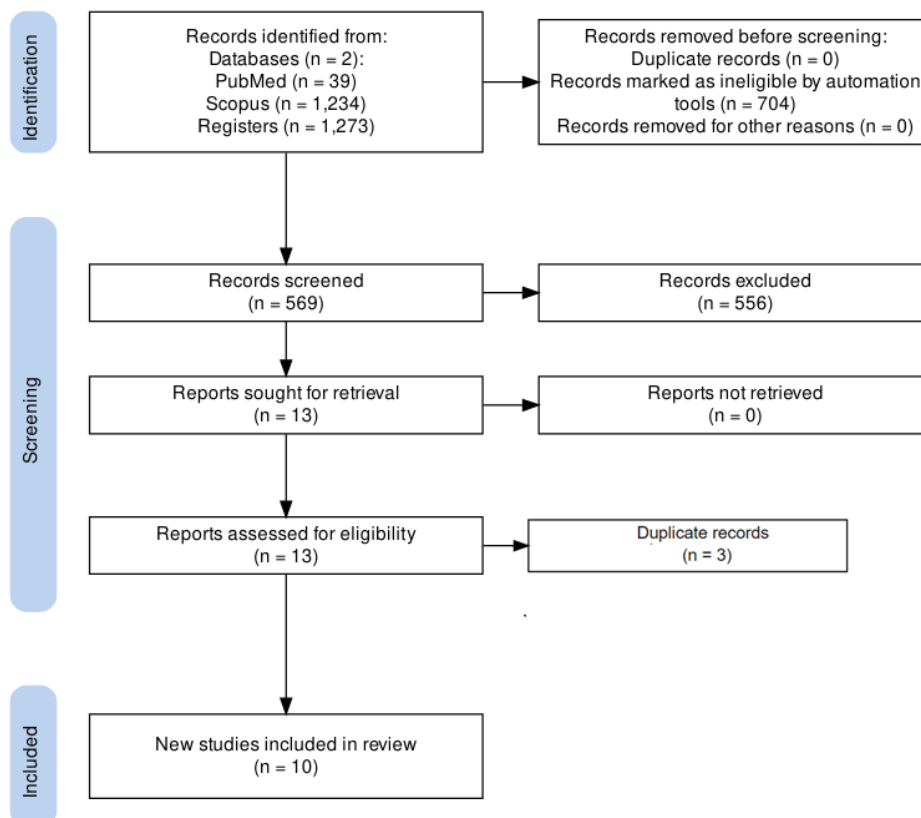 Identification
Records identified from:
Databases (n = 2):
PubMed (n = 39)
Scopus (n = 1,234)
Registers (n = 1,273)
Records removed before screening:
Duplicate records (n = 0)
Records marked as ineligible by automation
tools (n = 704)
Records removed for other reasons (n = 0)
Screening
Records screened
(n = 569)
Records excluded
(n = 556)
Reports sought for retrieval
(n = 13)
Reports not retrieved
(n = 0)
Reports assessed for eligibility
(n = 13)
Duplicate records
(n = 3)
Included
New studies included in review
(n = 10)